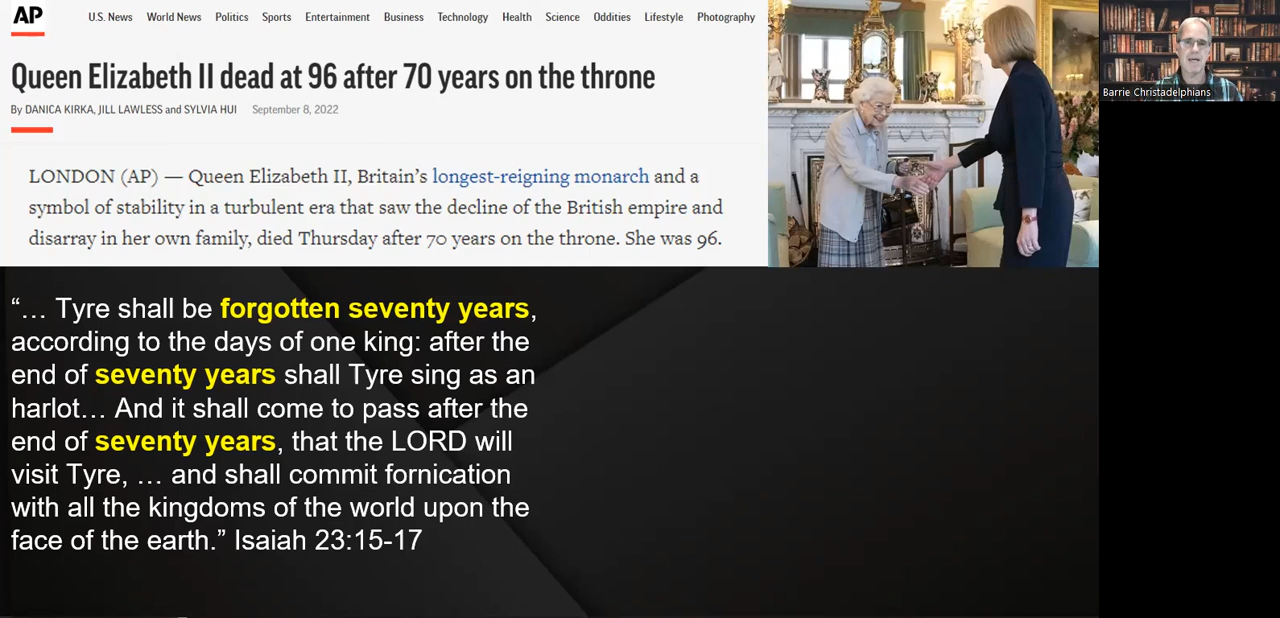 AP
U.S. News World News Politics Sports Entertainment Business Technology Health Science Oddities Lifestyle Photography
Queen Elizabeth II dead at 96 after 70 years on the throne
By DANICA KIRKA, JILL LAWLESS and SYLVIA HUI September 8, 2022
LONDON (AP) — Queen Elizabeth II, Britain’s longest-reigning monarch and a
symbol of stability in a turbulent era that saw the decline of the British empire and
disarray in her own family, died Thursday after 70 years on the throne. She was 96.
Barrie Christadelphians
“… Tyre shall be forgotten seventy years,
according to the days of one king: after the
end of seventy years shall Tyre sing as an
harlot… And it shall come to pass after the
end of seventy years, that the LORD will
visit Tyre, … and shall commit fornication
with all the kingdoms of the world upon the
face of the earth.” Isaiah 23:15-17